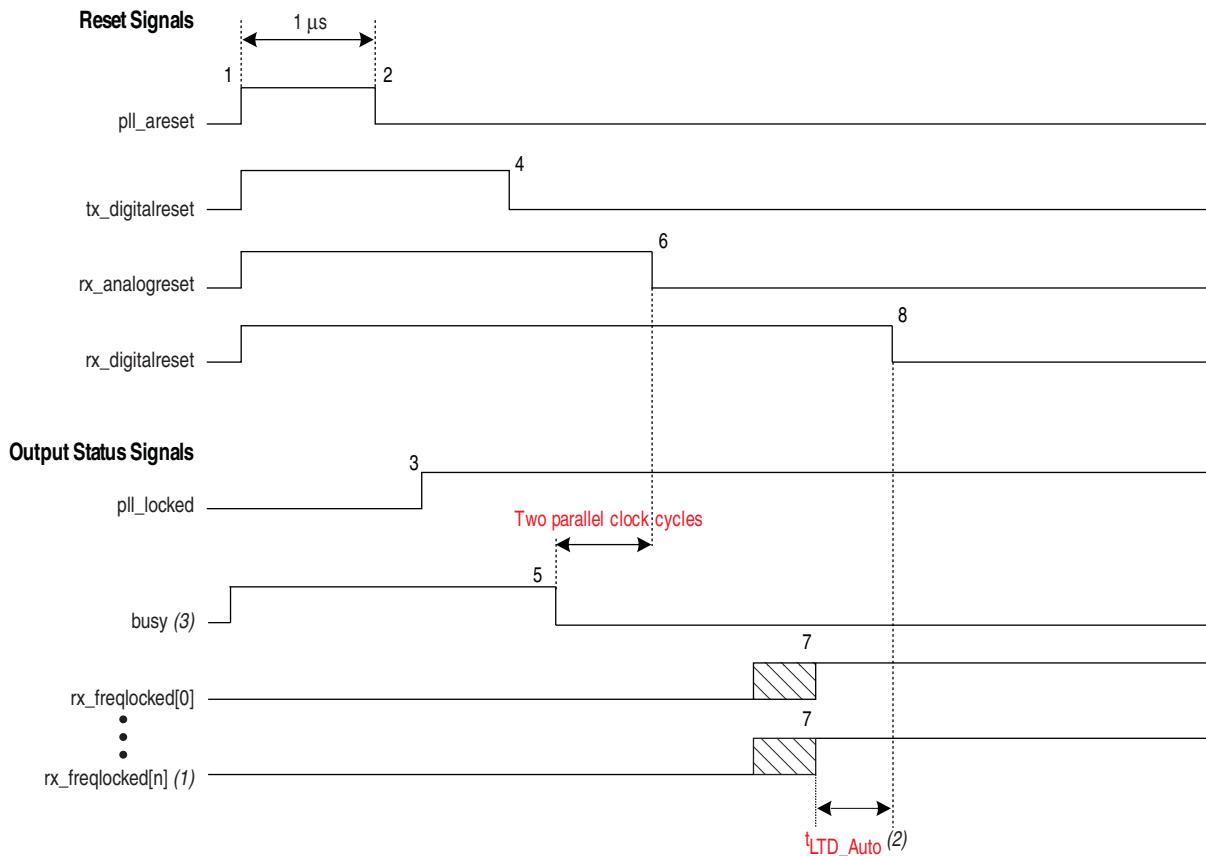 Reset Signals
1 μs
1
2
pll_areset
4
tx_digitalreset
6
rx_analogreset
8
rx_digitalreset
Output Status Signals
3
pll_locked
Two parallel clock cycles
5
busy (3)
7
rx_freqlocked[0]
7
rx_freqlocked[n] (1)
tLTD_Auto (2)